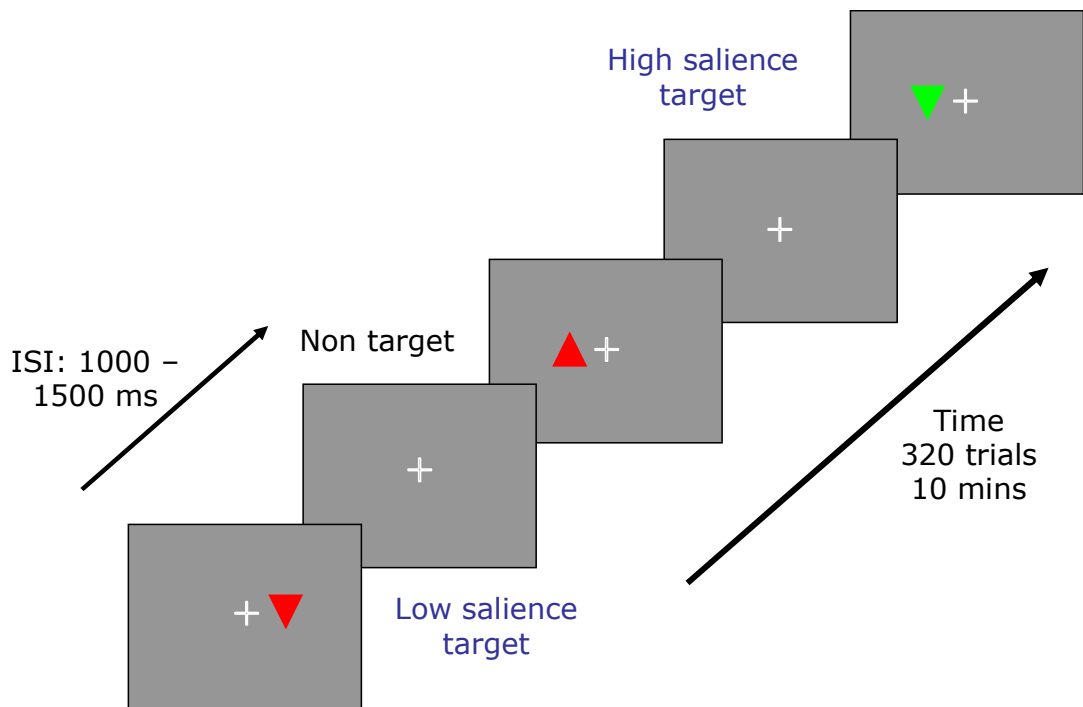 High salience
target
Non target
ISI: 1000 –
1500 ms
Time
320 trials
10 mins
Low salience
target